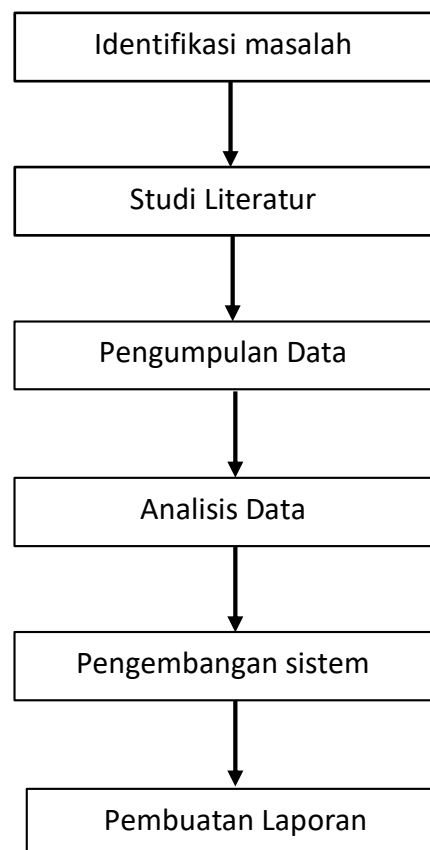 Identifikasi masalah
Studi Literatur
Pengumpulan Data
Analisis Data
Pengembangan sistem
Pembuatan Laporan